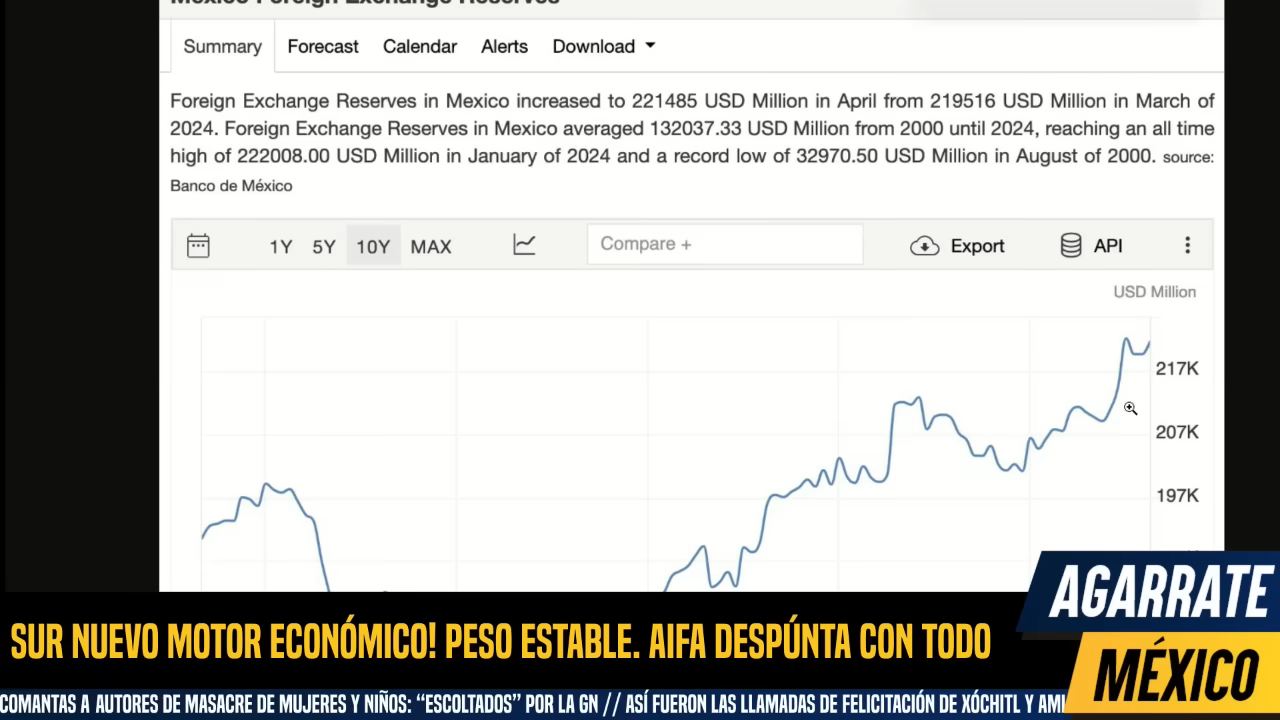 Mexico Foreign Exchange Reserves
Summary Forecast Calendar Alerts Download
Foreign Exchange Reserves in Mexico increased to 221485 USD Million in April from 219516 USD Million in March of
2024. Foreign Exchange Reserves in Mexico averaged 132037.33 USD Million from 2000 until 2024, reaching an all time
high of 222008.00 USD Million in January of 2024 and a record low of 32970.50 USD Million in August of 2000. source:
Banco de México
1Y 5Y 10Y MAX Compare + Export API
USD Million
217K
207K
197K
AGARRATE
MÉXICO
SUR NUEVO MOTOR ECONÓMICO! PESO ESTABLE. AIFA DESPÚNTA CON TODO
COMANTAS A AUTORES DE MASACRE DE MUJERES Y NIÑOS: “ESCOLTADOS” POR LA GN // ASÍ FUERON LAS LLAMADAS DE FELICITACIÓN DE XÓCHITL Y AM